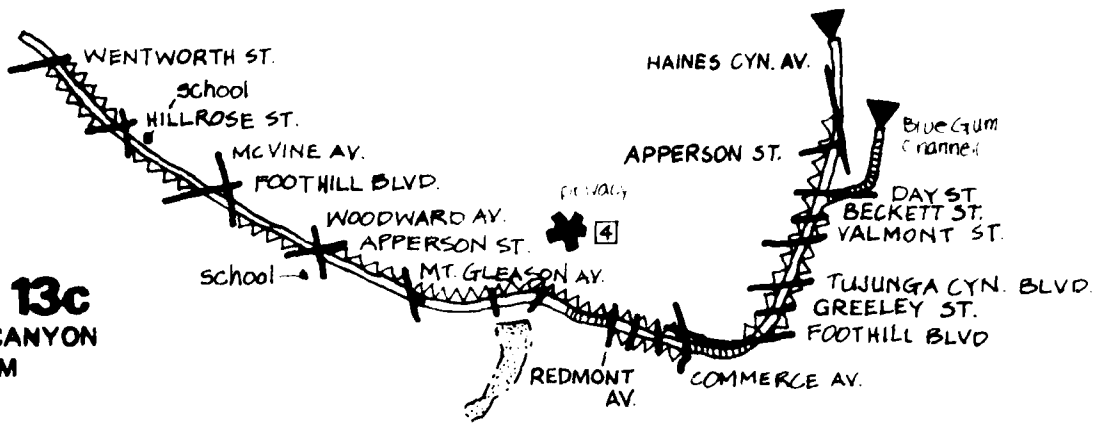 WENTWORTH ST.
school
HILLROSE ST.
MCVINE AV.
FOOTHILL BLVD.
WOODWARD AV.
APPERSON ST.
school
MT. GLEASON AV.
privacy
4
13c
CANYON
M
REDMONT
AV.
COMMERCE AV.
HAINES CYN. AV.
APPERSON ST.
Blue Gum
Channel
DAY ST
BECKETT ST.
VALMONT ST.
TUJUNGA CYN. BLVD.
GREELEY ST.
FOOTHILL BLVD